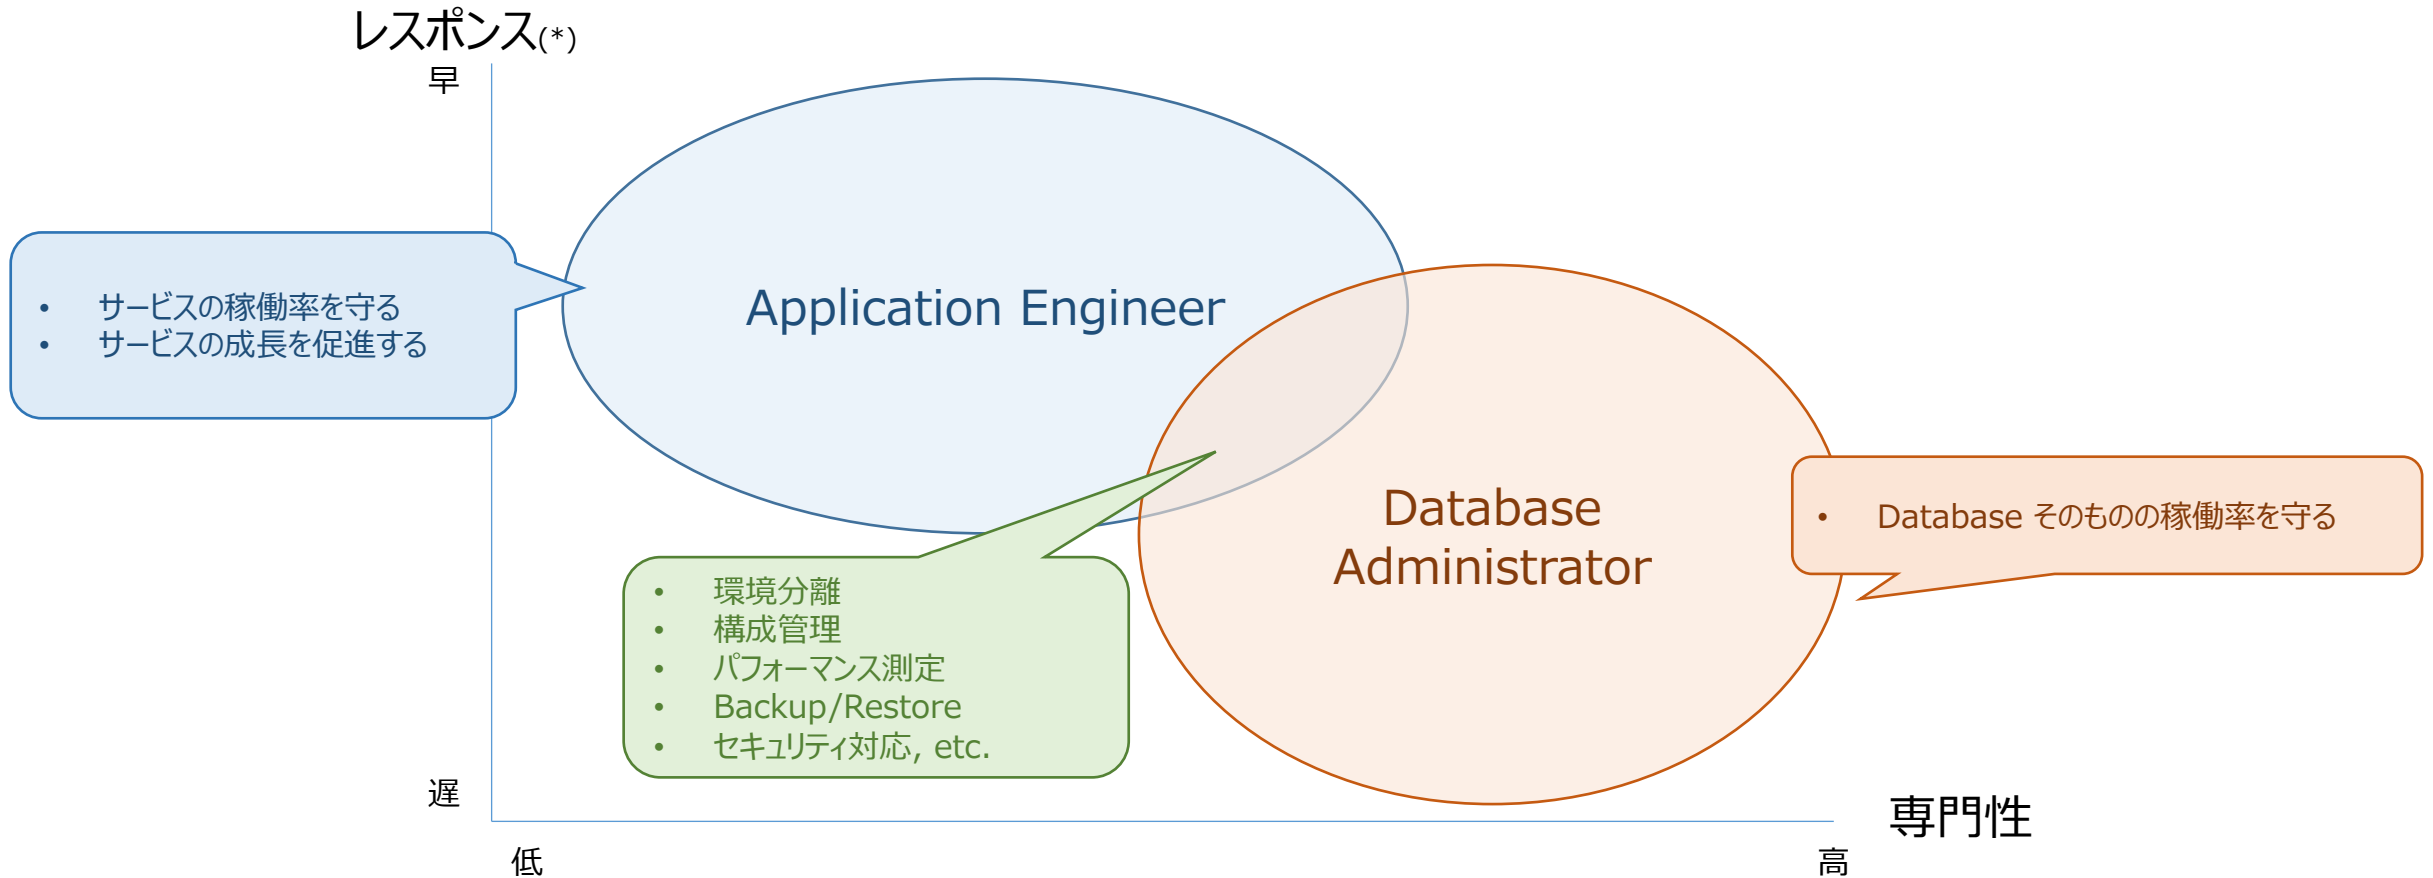 レスポンス(*)
早
• サービスの稼働率を守る
• サービスの成長を促進する
Application Engineer
Database
Administrator
• Database そのものの稼働率を守る
• 環境分離
• 構成管理
• パフォーマンス測定
• Backup/Restore
• セキュリティ対応, etc.
遅
専門性
低
高